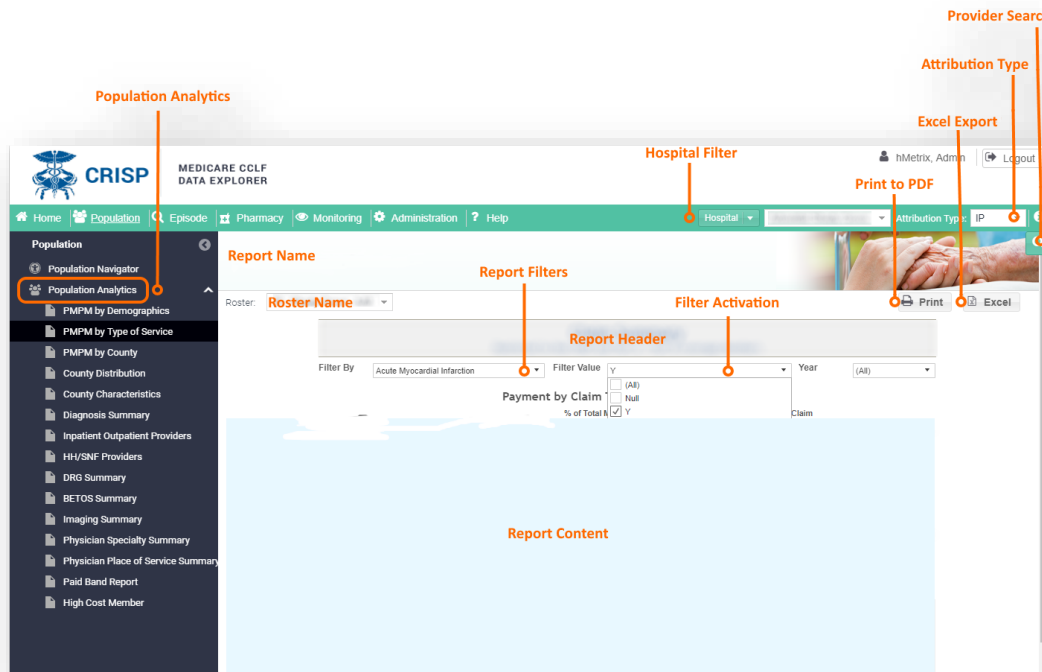 Provider Searc
Attribution Type
Population Analytics
Excel Export
Hospital Filter
Print to PDF
CRISP
MEDICARE CCLF
DATA EXPLORER
hMetrix, Admin
Logout
Home Population Episode Pharmacy Monitoring Administration ? Help Hospital Attribution Type: IP
Population
Population Navigator
Population Analytics
PMPM by Demographics
PMPM by Type of Service
PMPM by County
County Distribution
County Characteristics
Diagnosis Summary
Inpatient Outpatient Providers
HH/SNF Providers
DRG Summary
BETOS Summary
Imaging Summary
Physician Specialty Summary
Physician Place of Service Summary
Paid Band Report
High Cost Member
Report Name
Report Filters
Roster: Roster Name
Filter Activation
Print Excel
Report Header
Filter By Acute Myocardial Infarction Filter Value Y Year (All)
(All)
Null
Y
Payment by Claim
% of Total Claim
Report Content